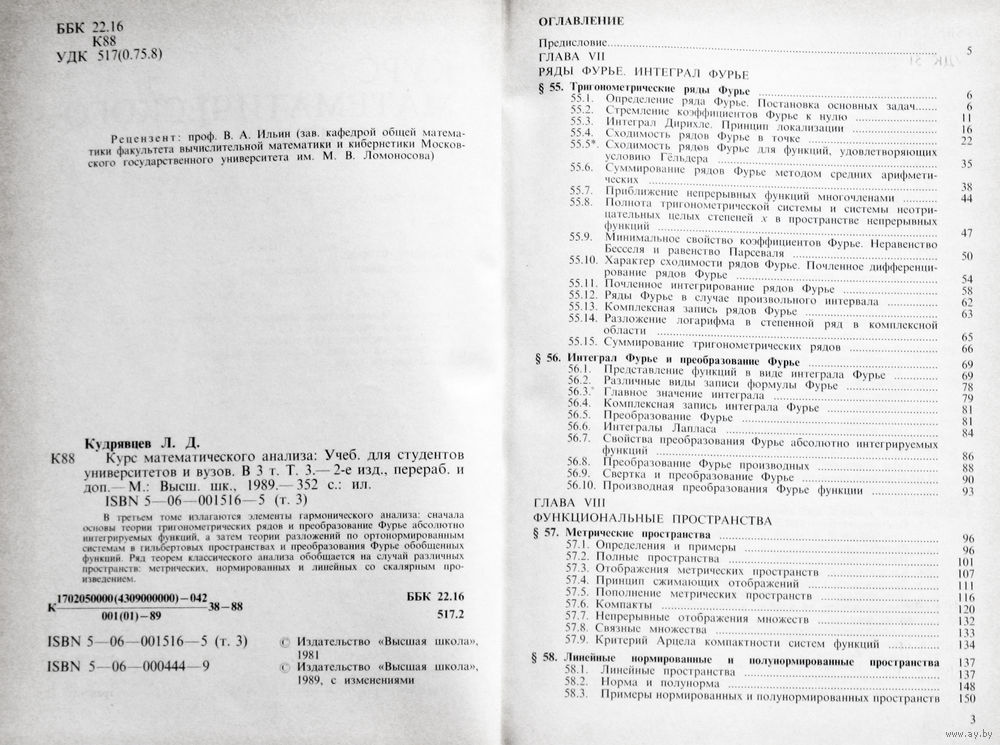 ББК 22.16
К88
УДК 517(0.75.8)
Рецензент: проф. В. А. Ильин (зав. кафедрой общей матема-
тики факультета вычислительной математики и кибернетики Москов-
ского государственного университета им. М. В. Ломоносова)
Кудрявцев Л. Д.
К88 Курс математического анализа: Учеб. для студентов
университетов и вузов. В 3 т. Т. 3.— 2-е изд., перераб. и
доп.— М.: Высш. шк., 1989.— 352 с.: ил.
ISBN 5—06—001516—5 (т. 3)
В третьем томе излагаются элементы гармонического анализа: сначала
основы теории тригонометрических рядов и преобразование Фурье абсолютно
интегрируемых функций, а затем теории разложений по ортонормированным
системам в гильбертовых пространствах и преобразования Фурье обобщенных
функций. Ряд теорем классического анализа обобщается на случай различных
пространств: метрических, нормированных и линейных со скалярным про-
изведением.
К 1702050000(4309000000)—042 38—88
001(01)—89
ББК 22.16
517.2
ISBN 5—06—001516—5 (т. 3)
ISBN 5—06—000444—9
© Издательство «Высшая школа»,
1981
© Издательство «Высшая школа»,
1989, с изменениями
ОГЛАВЛЕНИЕ
Предисловие 5
ГЛАВА VII
РЯДЫ ФУРЬЕ. ИНТЕГРАЛ ФУРЬЕ
§ 55. Тригонометрические ряды Фурье 6
55.1. Определение ряда Фурье. Постановка основных задач 6
55.2. Стремление коэффициентов Фурье к нулю 11
55.3. Интеграл Дирихле. Принцип локализации 16
55.4. Сходимость рядов Фурье в точке 22
55.5*. Сходимость рядов Фурье для функций, удовлетворяющих
условию Гёльдера 35
55.6. Суммирование рядов Фурье методом средних арифмети-
ческих 38
55.7. Приближение непрерывных функций многочленами 44
55.8. Полнота тригонометрической системы и системы неотри-
цательных целых степеней x в пространстве непрерывных
функций 47
55.9. Минимальное свойство коэффициентов Фурье. Неравенство
Бесселя и равенство Парсеваля 50
55.10. Характер сходимости рядов Фурье. Почленное дифференци-
рование рядов Фурье 54
55.11. Почленное интегрирование рядов Фурье 58
55.12. Ряды Фурье в случае произвольного интервала 62
55.13. Комплексная запись рядов Фурье 63
55.14. Разложение логарифма в степенной ряд в комплексной
области 65
55.15. Суммирование тригонометрических рядов 66
§ 56. Интеграл Фурье и преобразование Фурье 69
56.1. Представление функций в виде интеграла Фурье 69
56.2. Различные виды записи формулы Фурье 78
56.3.* Главное значение интеграла 79
56.4. Комплексная запись интеграла Фурье 81
56.5. Преобразование Фурье 81
56.6. Интегралы Лапласа 84
56.7. Свойства преобразования Фурье абсолютно интегрируемых
функций 86
56.8. Преобразование Фурье производных 88
56.9. Свертка и преобразование Фурье 90
56.10. Производная преобразования Фурье функции 93
ГЛАВА VIII
ФУНКЦИОНАЛЬНЫЕ ПРОСТРАНСТВА
§ 57. Метрические пространства 96
57.1. Определения и примеры 96
57.2. Полные пространства 101
57.3. Отображения метрических пространств 107
57.4. Принцип сжимающих отображений 111
57.5. Пополнение метрических пространств 116
57.6. Компакты 120
57.7. Непрерывные отображения множеств 132
57.8. Связные множества 133
57.9. Критерий Арцела компактности систем функций 134
§ 58. Линейные нормированные и полунормированные пространства 137
58.1. Линейные пространства 137
58.2. Норма и полунорма 148
58.3. Примеры нормированных и полунормированных пространств 150
3
www.ay.by